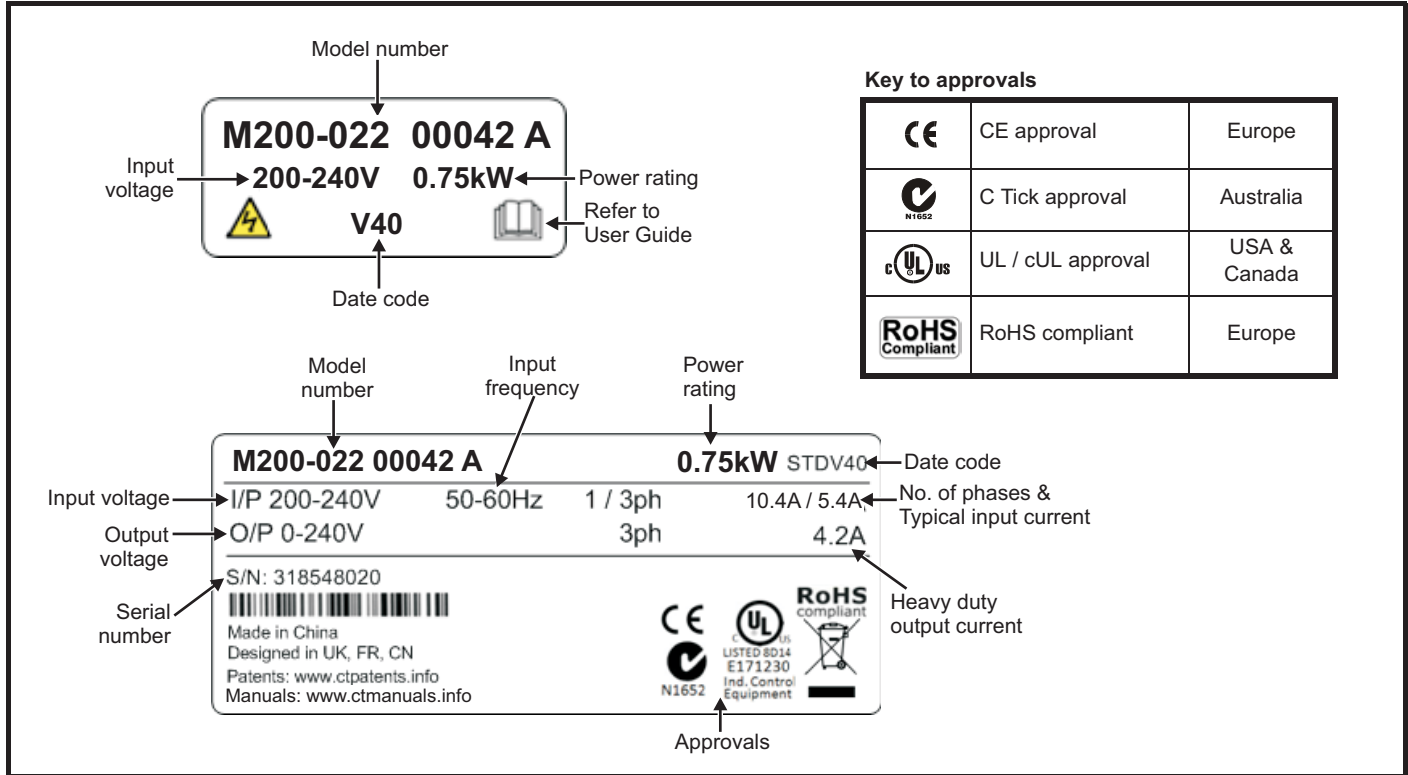 Model number
M200-022 00042 A
Input
voltage
200-240V 0.75kW
Power rating
V40
Refer to
User Guide
Date code
Key to approvals
CE CE approval Europe
N1652 C Tick approval Australia
C UL US UL / cUL approval USA &
Canada
RoHS
Compliant RoHS compliant Europe
Model
number
Input
frequency
Power
rating
M200-022 00042 A 0.75kW STDV40
Date code
Input voltage
I/P 200-240V 50-60Hz 1 / 3ph 10.4A / 5.4A
No. of phases &
Typical input current
Output
voltage
O/P 0-240V 3ph 4.2A
Heavy duty
output current
Serial
number
S/N: 318548020
Made in China
Designed in UK, FR, CN
Patents: www.ctpatents.info
Manuals: www.ctmanuals.info
CE
N1652
C UL US
LISTED 8D14
E171230
Ind. Control
Equipment
RoHS
compliant
Approvals